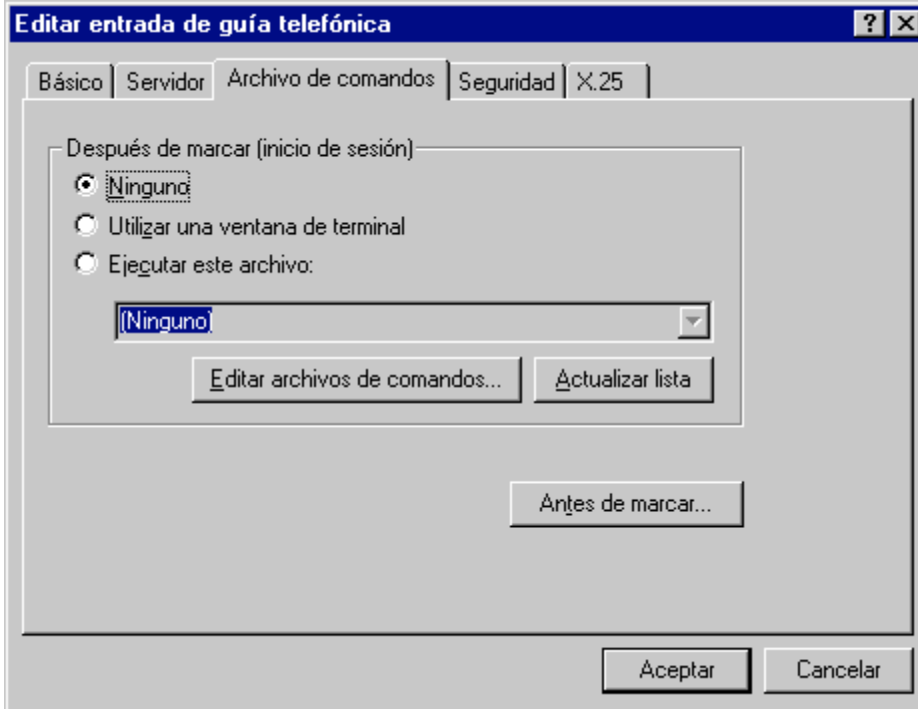 Editar entrada de guía telefónica
Básico Servidor Archivo de comandos Seguridad X.25
Después de marcar (inicio de sesión)
Ninguno
Utilizar una ventana de terminal
Ejecutar este archivo:
(Ninguno)
Editar archivos de comandos... Actualizar lista
Antes de marcar...
Aceptar Cancelar